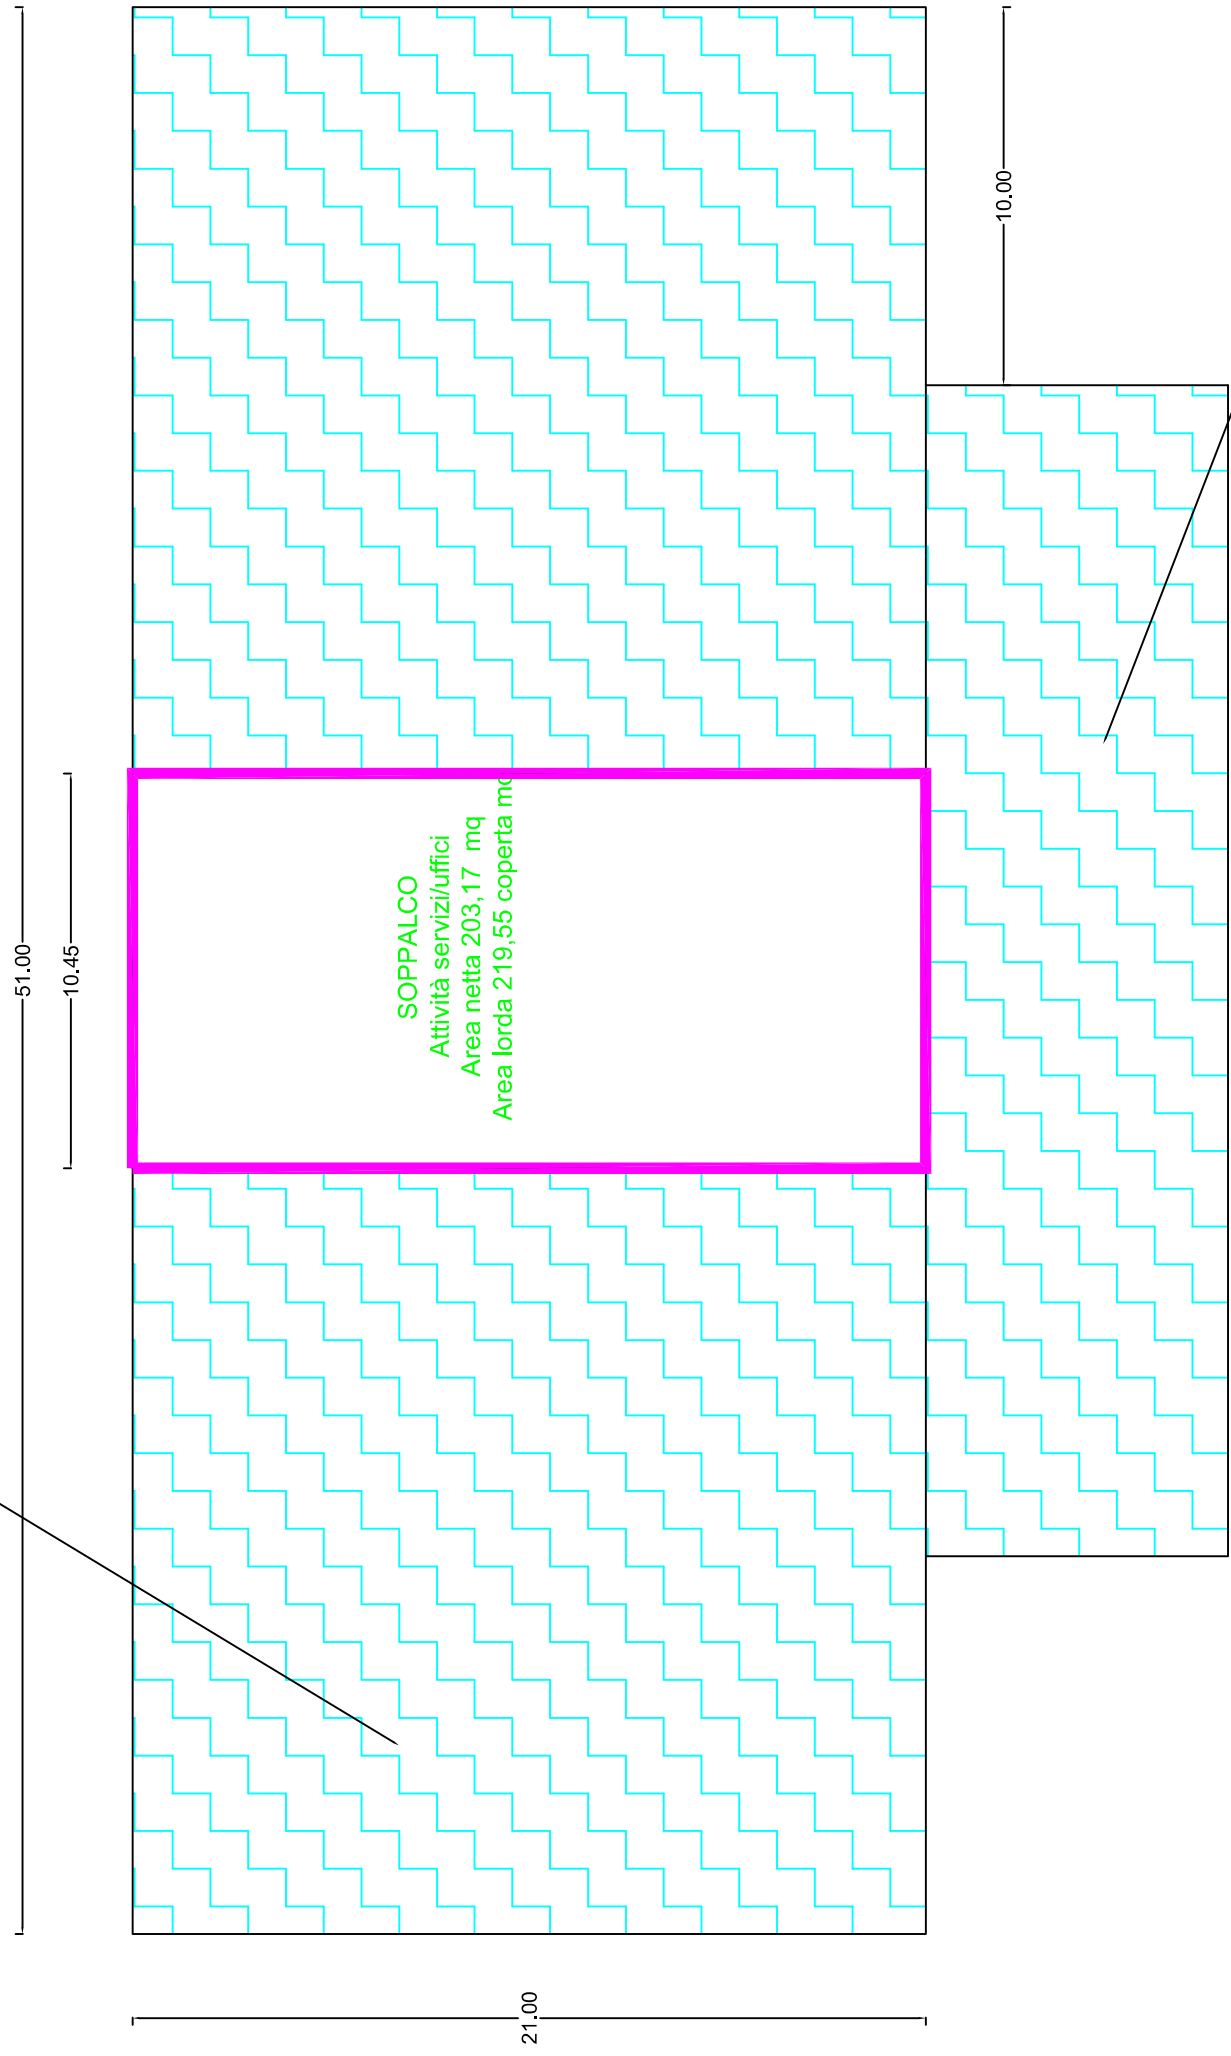 51.00
10.45
10.00
SOPPALCO
Attività servizi/uffici
Area netta 203,17 mq
Area lorda 219,55 coperta
21.00